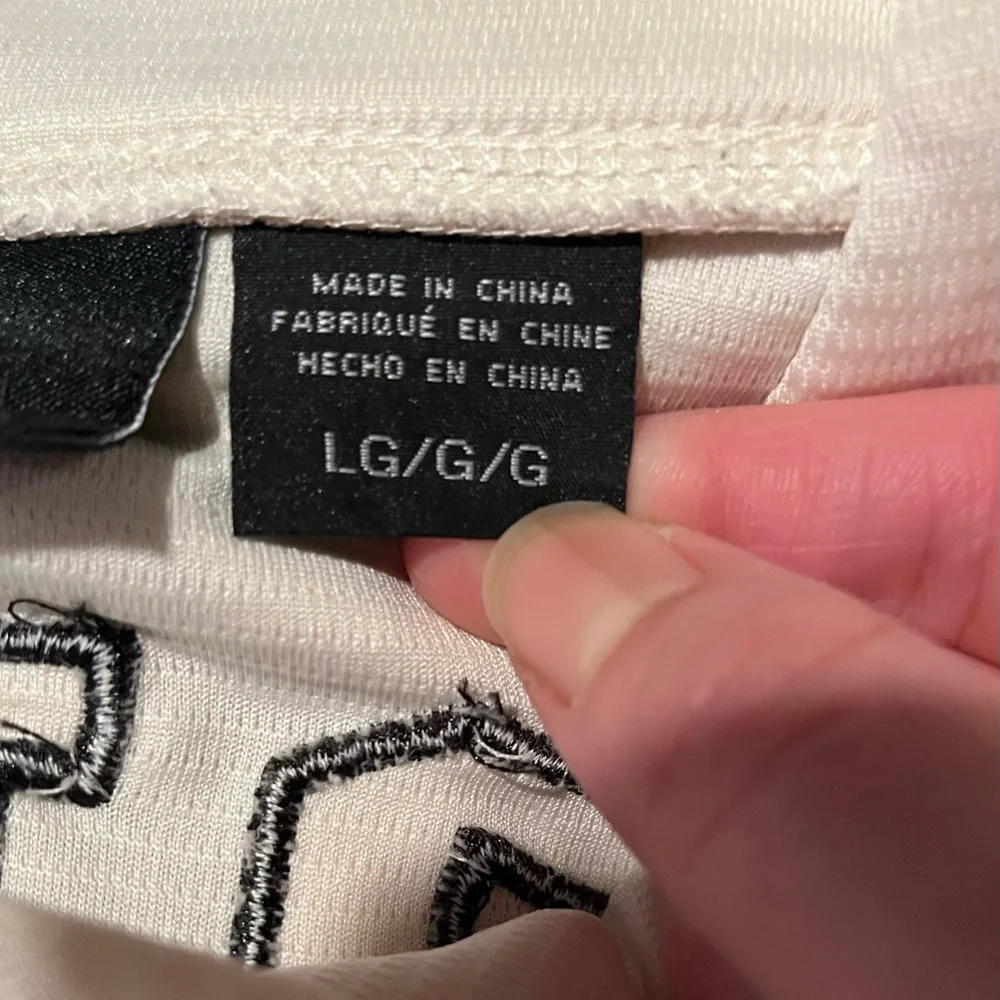 MADE IN CHINA
FABRIQUÉ EN CHINE
HECHO EN CHINA
LG/G/G